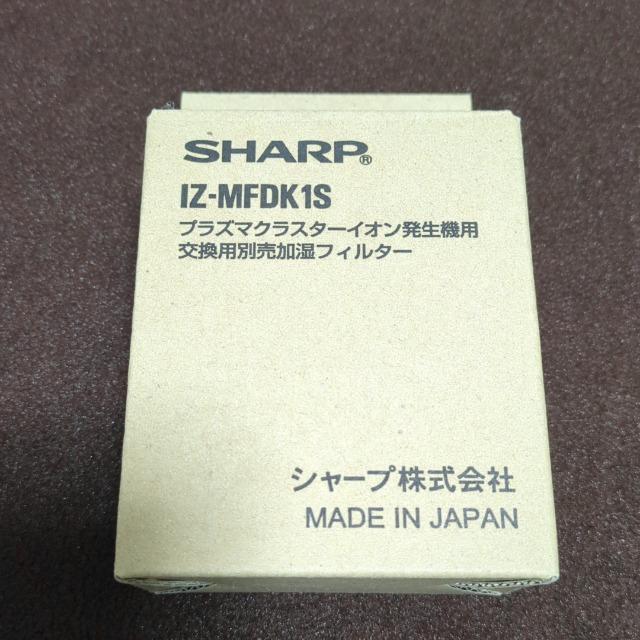 SHARP®
IZ-MFDK1S
プラズマクラスターイオン発生機用
交換用別売加湿フィルター
シャープ株式会社
MADE IN JAPAN